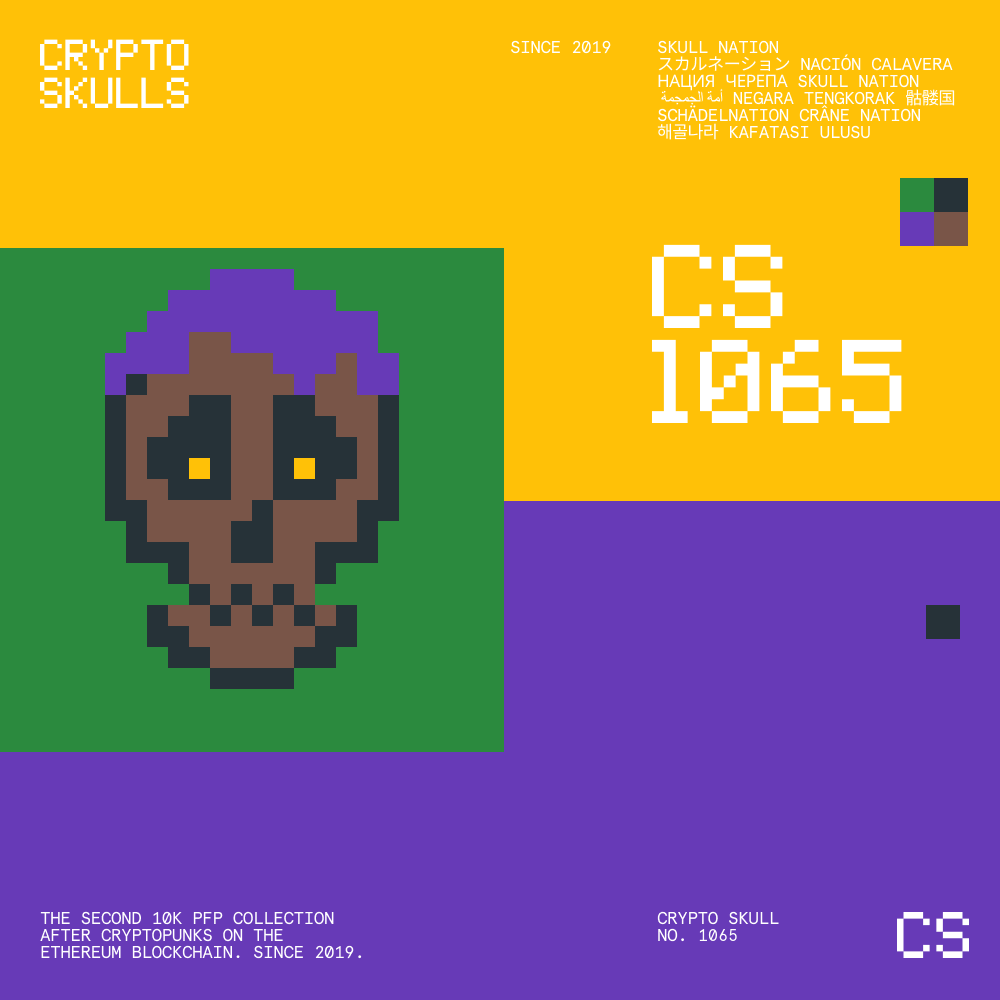 CRYPTO
SKULLS
SINCE 2019
SKULL NATION
スカルネーション NACIÓN CALAVERA
НАЦИЯ ЧЕРЕПА SKULL NATION
أمة الجمجمة NEGARA TENGKORAK 骷髅国
SCHÄDELNATION CRÂNE NATION
해골나라 KAFATASI ULUSU
CS
1065
THE SECOND 10K PFP COLLECTION
AFTER CRYPTOPUNKS ON THE
ETHEREUM BLOCKCHAIN. SINCE 2019.
CRYPTO SKULL
NO. 1065
CS